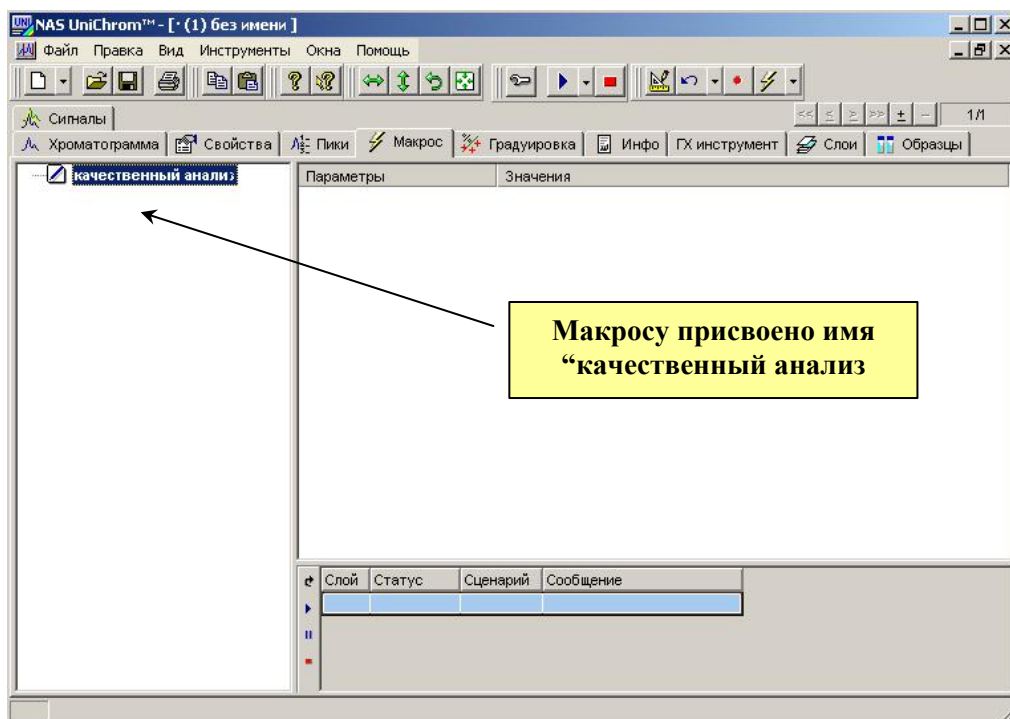 NAS UniChrom™ - [· (1) без имени ]
Файл Правка Вид Инструменты Окна Помощь
Сигналы
<< ≤ ≥ >> ± − 1/1
Хроматограмма Свойства Пики Макрос Градуировка Инфо ГХ инструмент Слои Образцы
качественный анализ
Параметры Значения
Макросу присвоено имя
“качественный анализ
Слой Статус Сценарий Сообщение